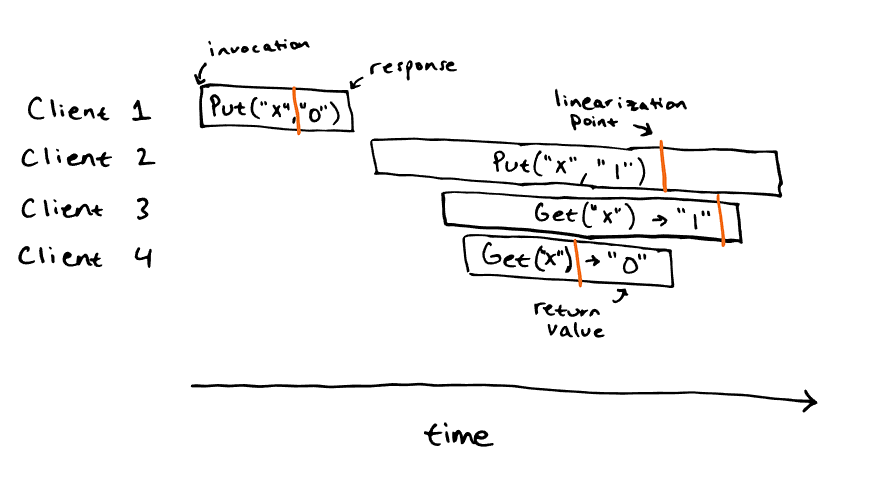 invocation
response
Client 1
Put("x", "0")
linearization
point
Client 2
Put("x", "1")
Client 3
Get("x") → "1"
Client 4
Get("x") → "0"
return
value
time